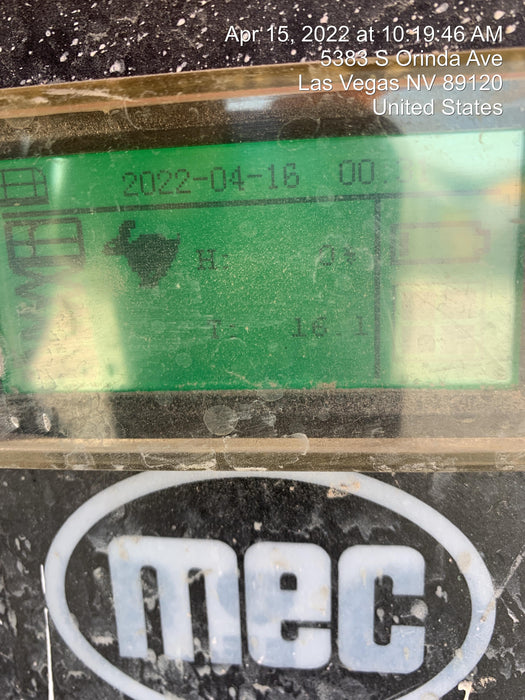 Apr 15, 2022 at 10:19:46 AM
5383 S Orinda Ave
Las Vegas NV 89120
United States
2022-04-16 00
H:
16.1
mec